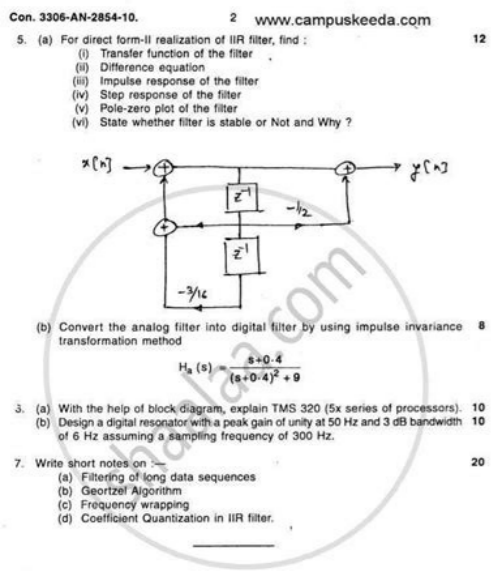 Con. 3306-AN-2854-10. 2 www.campuskeeda.com
5. (a) For direct form-II realization of IIR filter, find : 12
(i) Transfer function of the filter
(ii) Difference equation
(iii) Impulse response of the filter
(iv) Step response of the filter
(v) Pole-zero plot of the filter
(vi) State whether filter is stable or Not and Why ?
x[n] + + y[n]
z⁻¹
-1/2
+
z⁻¹
-3/16
(b) Convert the analog filter into digital filter by using impulse invariance 8
transformation method
Hₐ (s) = s+0·4 / (s+0·4)² + 9
3. (a) With the help of block diagram, explain TMS 320 (5x series of processors). 10
(b) Design a digital resonator with a peak gain of unity at 50 Hz and 3 dB bandwidth 10
of 6 Hz assuming a sampling frequency of 300 Hz.
7. Write short notes on :— 20
(a) Filtering of long data sequences
(b) Geortzel Algorithm
(c) Frequency wrapping
(d) Coefficient Quantization in IIR filter.
shaalaa.com